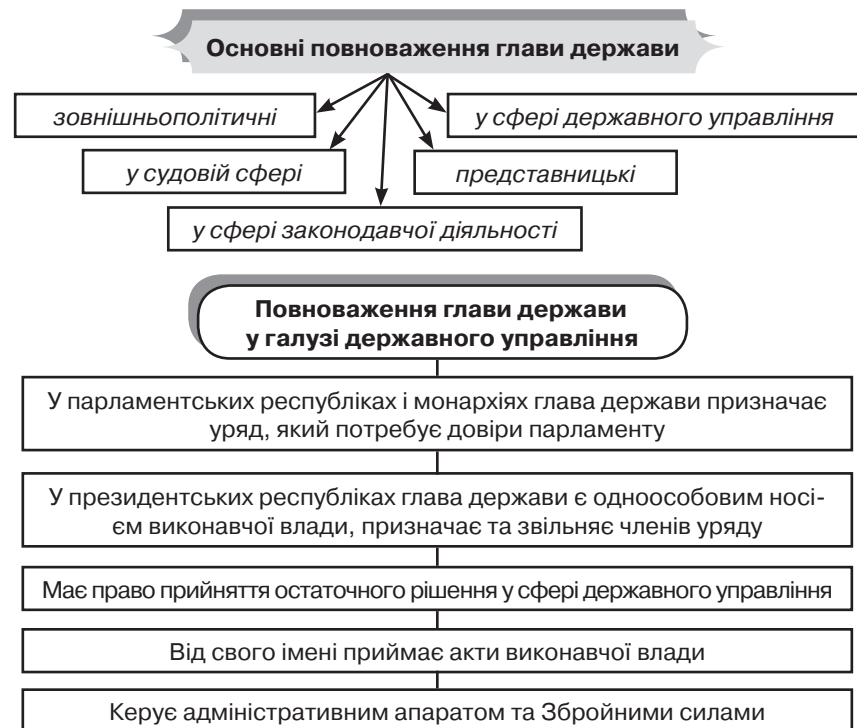 Основні повноваження глави держави
зовнішньополітичні
у сфері державного управління
у судовій сфері
представницькі
у сфері законодавчої діяльності
Повноваження глави держави
у галузі державного управління
У парламентських республіках і монархіях глава держави призначає
уряд, який потребує довіри парламенту
У президентських республіках глава держави є одноособовим носі-
єм виконавчої влади, призначає та звільняє членів уряду
Має право прийняття остаточного рішення у сфері державного управління
Від свого імені приймає акти виконавчої влади
Керує адміністративним апаратом та Збройними силами